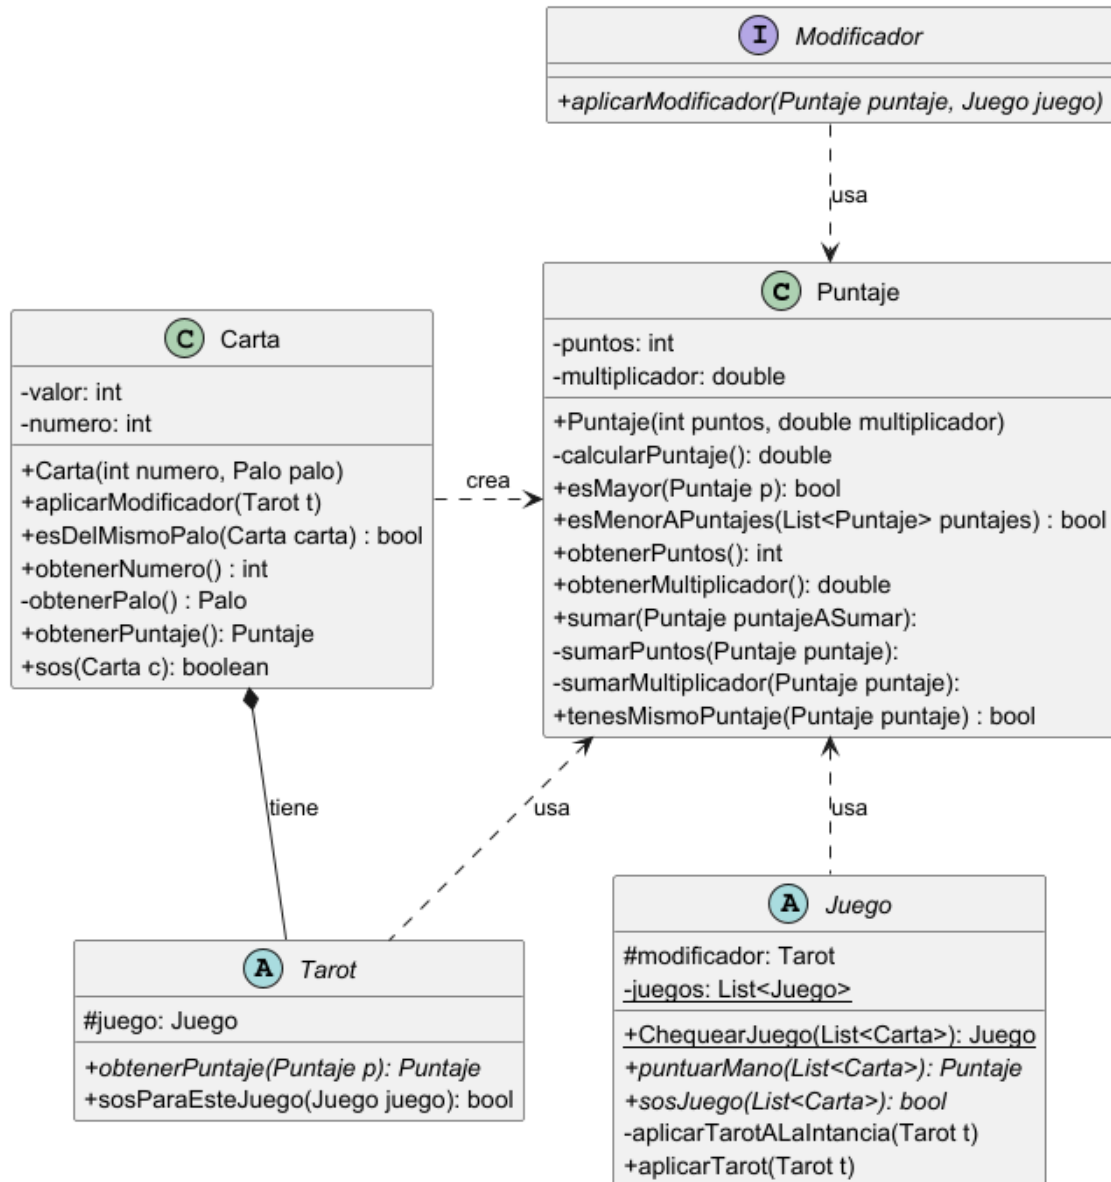 I Modificador
+aplicarModificador(Puntaje puntaje, Juego juego)
usa
C Puntaje
-puntos: int
-multiplicador: double
+Puntaje(int puntos, double multiplicador)
-calcularPuntaje(): double
+esMayor(Puntaje p): bool
+esMenorAPuntajes(List<Puntaje> puntajes) : bool
+obtenerPuntos(): int
+obtenerMultiplicador(): double
+sumar(Puntaje puntajeASumar):
-sumarPuntos(Puntaje puntaje):
-sumarMultiplicador(Puntaje puntaje):
+tenesMismoPuntaje(Puntaje puntaje) : bool
C Carta
-valor: int
-numero: int
+Carta(int numero, Palo palo)
+aplicarModificador(Tarot t)
+esDelMismoPalo(Carta carta) : bool
+obtenerNumero() : int
-obtenerPalo() : Palo
+obtenerPuntaje(): Puntaje
+sos(Carta c): boolean
crea
tiene
usa
usa
A Tarot
#juego: Juego
+obtenerPuntaje(Puntaje p): Puntaje
+sosParaEsteJuego(Juego juego): bool
A Juego
#modificador: Tarot
-juegos: List<Juego>
+ChequearJuego(List<Carta>): Juego
+puntuarMano(List<Carta>): Puntaje
+sosJuego(List<Carta>): bool
-aplicarTarotALaIntancia(Tarot t)
+aplicarTarot(Tarot t)